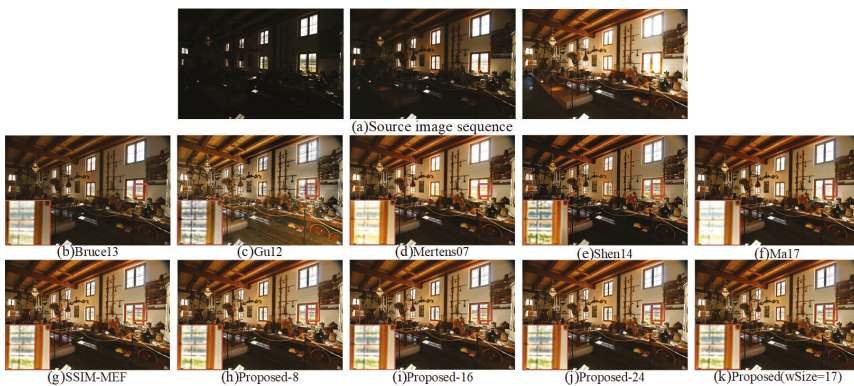 (a)Source image sequence
(b)Bruce13
(c)Gu12
(d)Mertens07
(e)Shen14
(f)Ma17
(g)SSIM-MEF
(h)Proposed-8
(i)Proposed-16
(j)Proposed-24
(k)Proposed(wSize=17)